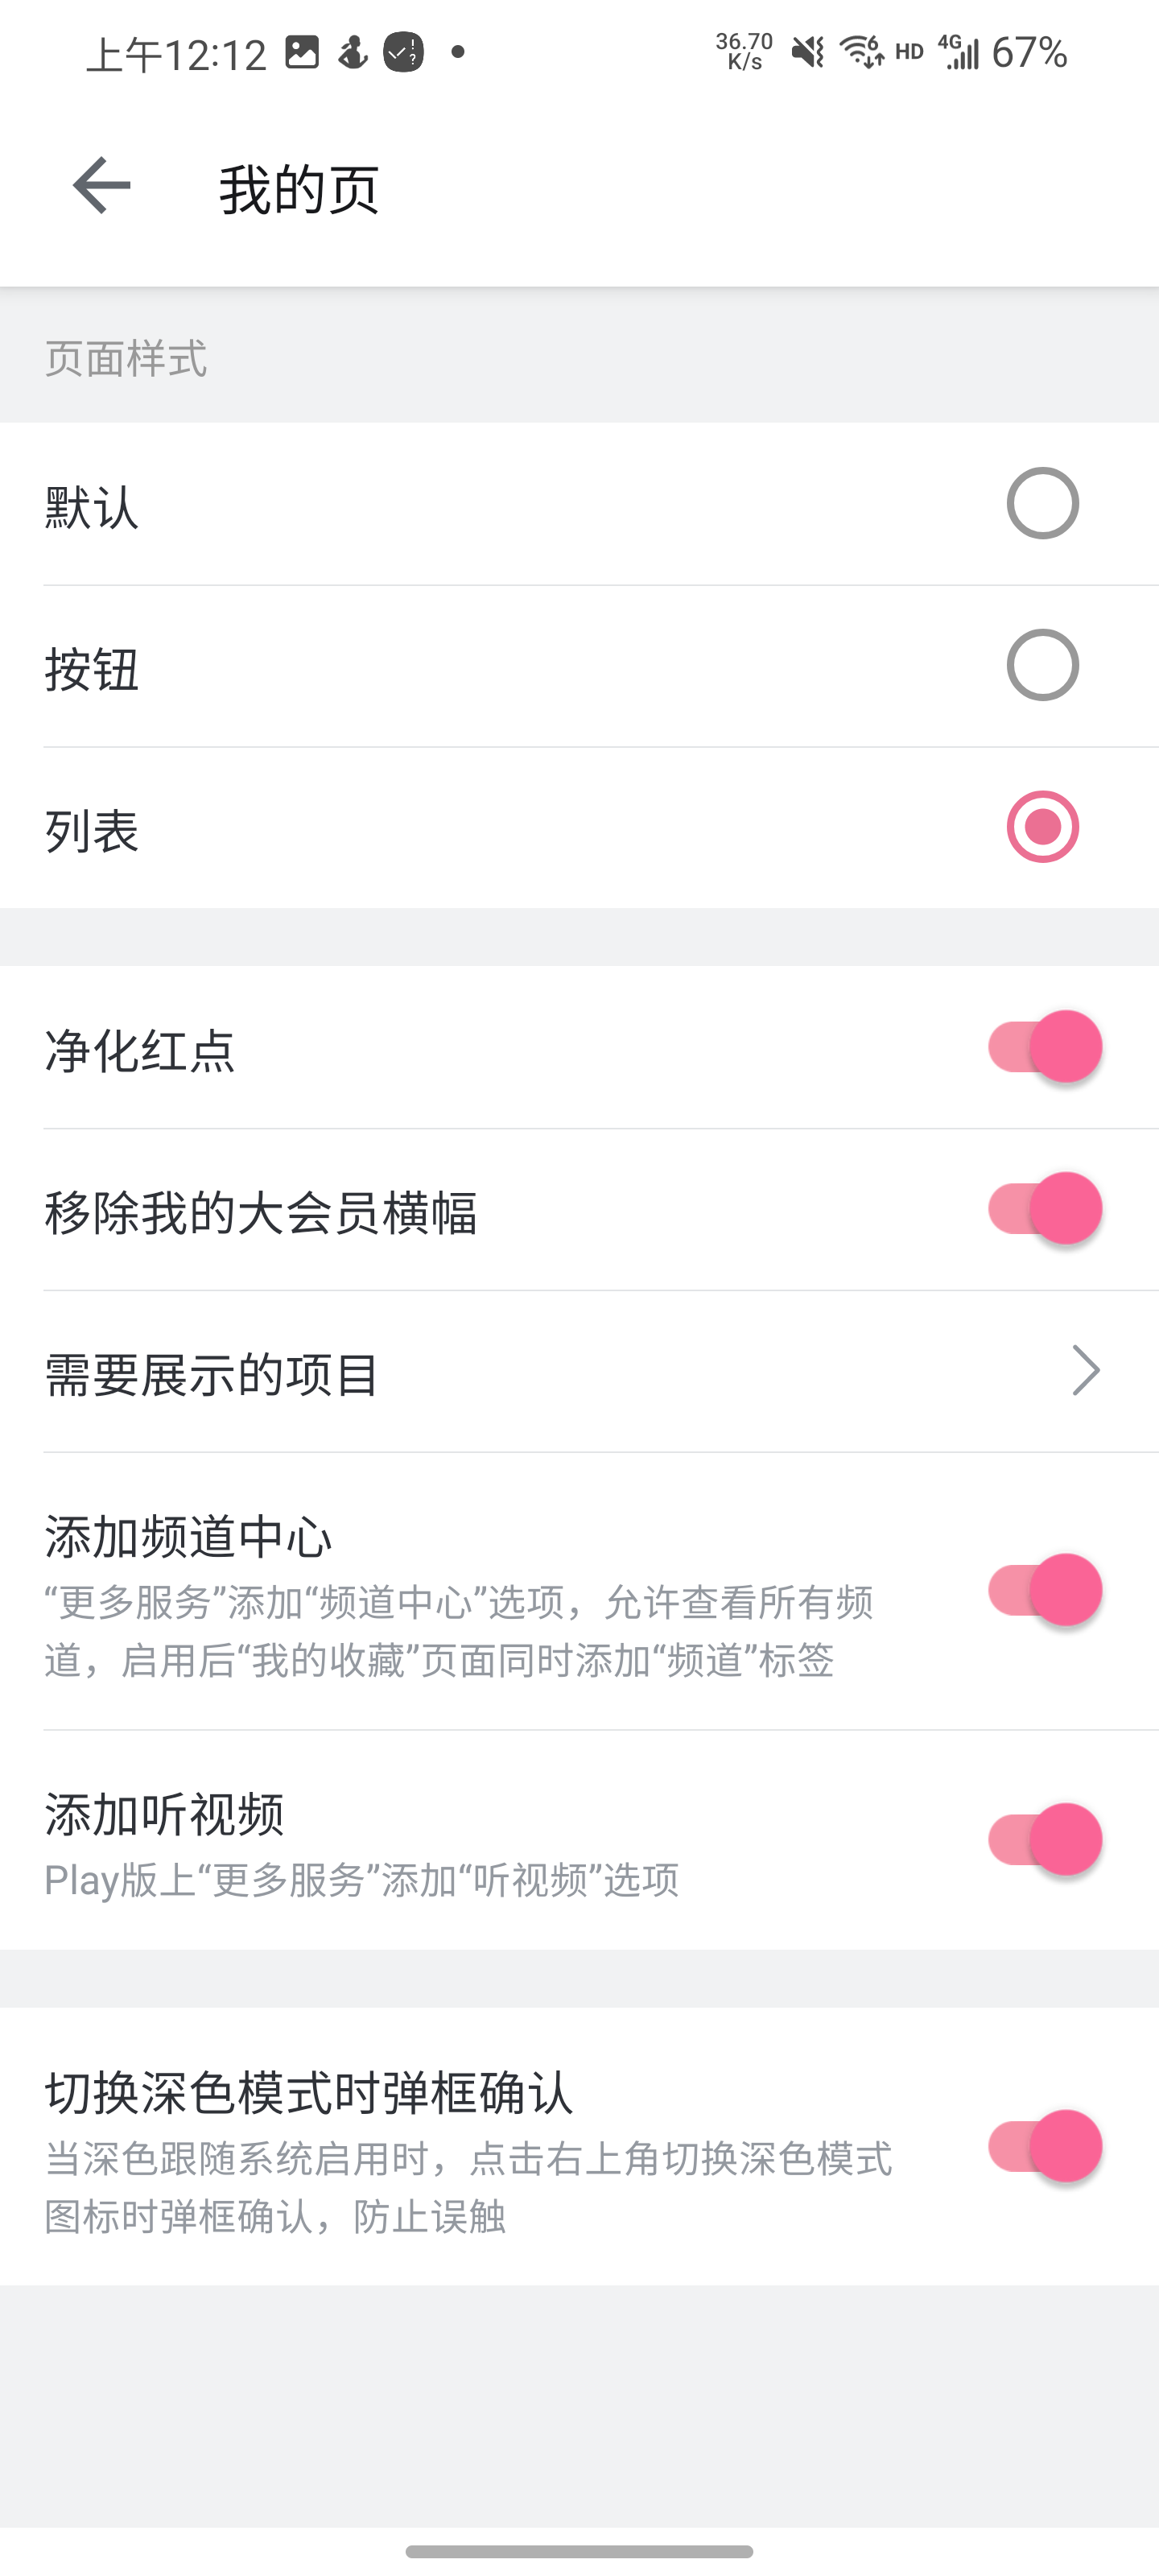 上午12:12
36.70
K/s
6
HD
4G
67%
我的页
页面样式
默认
按钮
列表
净化红点
移除我的大会员横幅
需要展示的项目
添加频道中心
“更多服务”添加“频道中心”选项，允许查看所有频
道，启用后“我的收藏”页面同时添加“频道”标签
添加听视频
Play版上“更多服务”添加“听视频”选项
切换深色模式时弹框确认
当深色跟随系统启用时，点击右上角切换深色模式
图标时弹框确认，防止误触